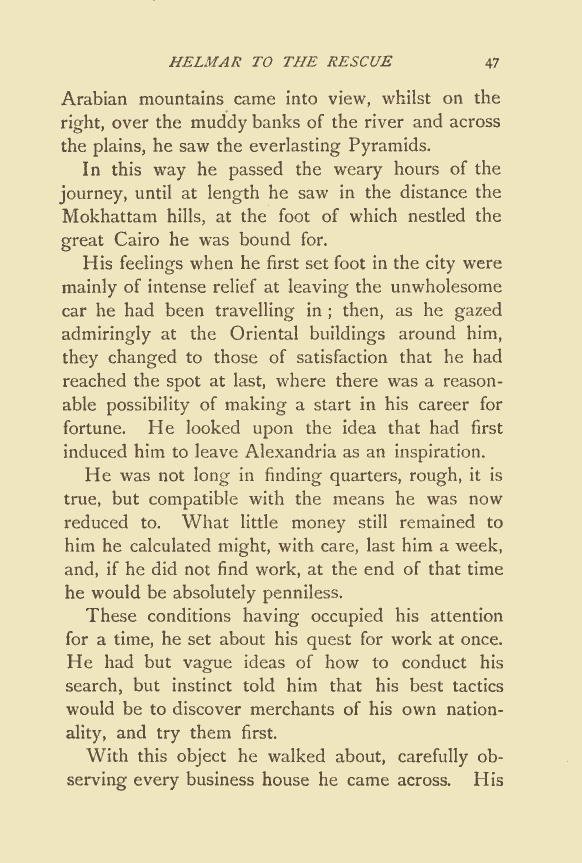 HELMAR TO THE RESCUE 47
Arabian mountains came into view, whilst on the
right, over the muddy banks of the river and across
the plains, he saw the everlasting Pyramids.
In this way he passed the weary hours of the
journey, until at length he saw in the distance the
Mokhattam hills, at the foot of which nestled the
great Cairo he was bound for.
His feelings when he first set foot in the city were
mainly of intense relief at leaving the unwholesome
car he had been travelling in ; then, as he gazed
admiringly at the Oriental buildings around him,
they changed to those of satisfaction that he had
reached the spot at last, where there was a reason-
able possibility of making a start in his career for
fortune. He looked upon the idea that had first
induced him to leave Alexandria as an inspiration.
He was not long in finding quarters, rough, it is
true, but compatible with the means he was now
reduced to. What little money still remained to
him he calculated might, with care, last him a week,
and, if he did not find work, at the end of that time
he would be absolutely penniless.
These conditions having occupied his attention
for a time, he set about his quest for work at once.
He had but vague ideas of how to conduct his
search, but instinct told him that his best tactics
would be to discover merchants of his own nation-
ality, and try them first.
With this object he walked about, carefully ob-
serving every business house he came across. His